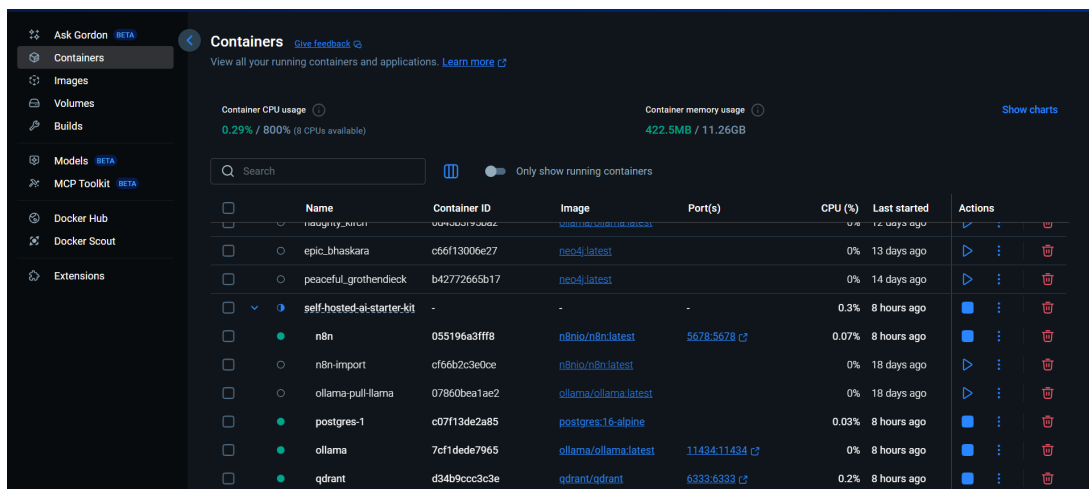 Ask Gordon BETA
Containers
Images
Volumes
Builds
Models BETA
MCP Toolkit BETA
Docker Hub
Docker Scout
Extensions
Containers Give feedback
View all your running containers and applications. Learn more
Container CPU usage
0.29% / 800% (8 CPUs available)
Container memory usage
422.5MB / 11.26GB
Show charts
Search
Only show running containers
Name Container ID Image Port(s) CPU (%) Last started Actions
naughty_kirch ollama/ollama:latest 0% 12 days ago
epic_bhaskara c66f13006e27 neo4j:latest 0% 13 days ago
peaceful_grothendieck b42772665b17 neo4j:latest 0% 14 days ago
self-hosted-ai-starter-kit - - - 0.3% 8 hours ago
n8n 055196a3fff8 n8nio/n8n:latest 5678:5678 0.07% 8 hours ago
n8n-import cf66b2c3e0ce n8nio/n8n:latest 0% 18 days ago
ollama-pull-llama 07860bea1ae2 ollama/ollama:latest 0% 18 days ago
postgres-1 c07f13de2a85 postgres:16-alpine 0.03% 8 hours ago
ollama 7cf1dede7965 ollama/ollama:latest 11434:11434 0% 8 hours ago
qdrant d34b9ccc3c3e qdrant/qdrant 6333:6333 0.2% 8 hours ago